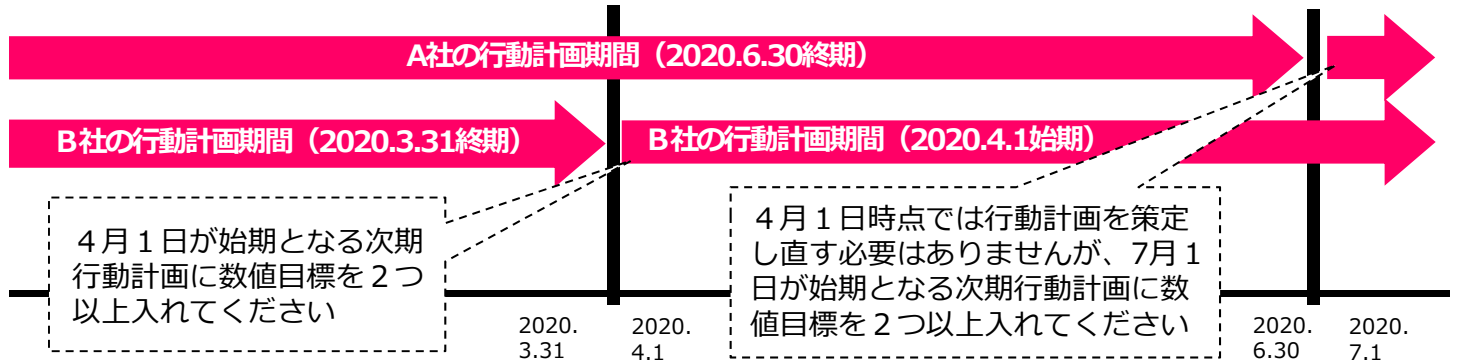 A社の行動計画期間（2020.6.30終期）
B社の行動計画期間（2020.3.31終期）
B社の行動計画期間（2020.4.1始期）
４月１日が始期となる次期
行動計画に数値目標を２つ
以上入れてください
４月１日時点では行動計画を策定
し直す必要はありませんが、7月１
日が始期となる次期行動計画に数
値目標を２つ以上入れてください
2020.
3.31
2020.
4.1
2020.
6.30
2020.
7.1